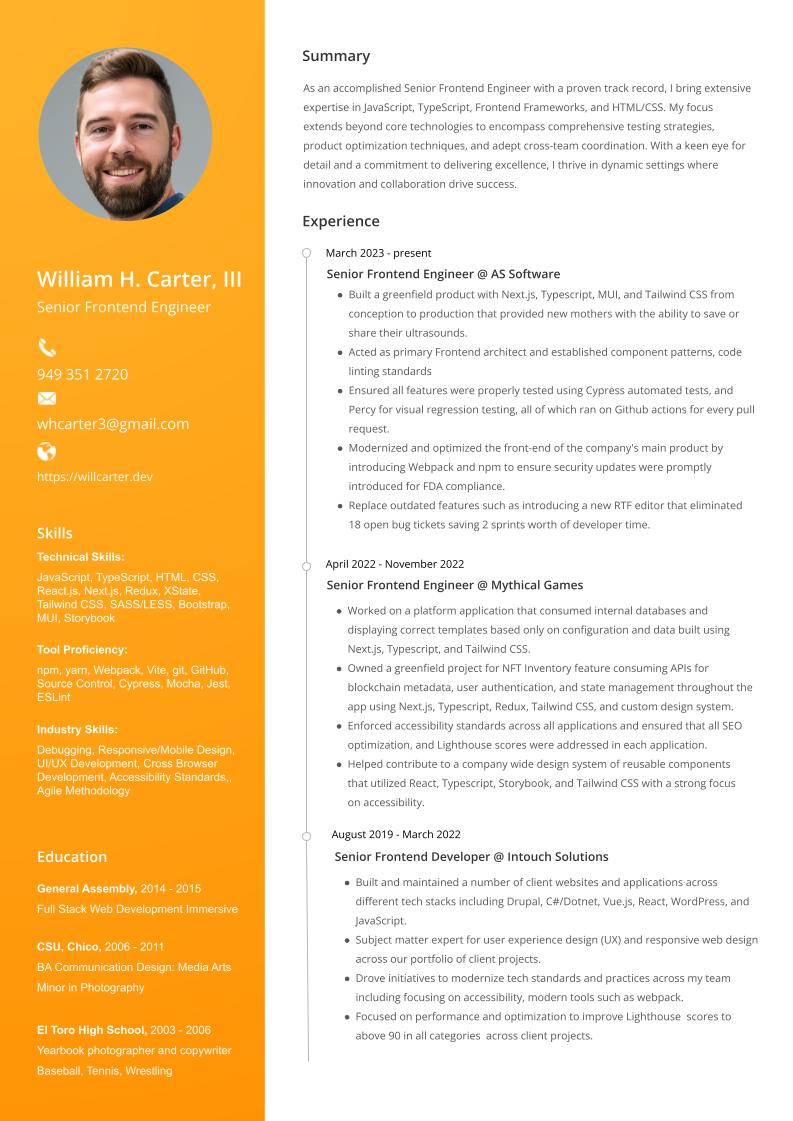 William H. Carter, III
Senior Frontend Engineer
949 351 2720
whcarter3@gmail.com
https://willcarter.dev
Skills
Technical Skills:
JavaScript, TypeScript, HTML, CSS,
React.js, Next.js, Redux, XState,
Tailwind CSS, SASS/LESS, Bootstrap,
MUI, Storybook
Tool Proficiency:
npm, yarn, Webpack, Vite, git, GitHub,
Source Control, Cypress, Mocha, Jest,
ESLint
Industry Skills:
Debugging, Responsive/Mobile Design,
UI/UX Development, Cross Browser
Development, Accessibility Standards,,
Agile Methodology
Education
General Assembly, 2014 - 2015
Full Stack Web Development Immersive
CSU, Chico, 2006 - 2011
BA Communication Design: Media Arts
Minor in Photography
El Toro High School, 2003 - 2006
Yearbook photographer and copywriter
Baseball, Tennis, Wrestling
Summary
As an accomplished Senior Frontend Engineer with a proven track record, I bring extensive
expertise in JavaScript, TypeScript, Frontend Frameworks, and HTML/CSS. My focus
extends beyond core technologies to encompass comprehensive testing strategies,
product optimization techniques, and adept cross-team coordination. With a keen eye for
detail and a commitment to delivering excellence, I thrive in dynamic settings where
innovation and collaboration drive success.
Experience
March 2023 - present
Senior Frontend Engineer @ AS Software
● Built a greenfield product with Next.js, Typescript, MUI, and Tailwind CSS from
conception to production that provided new mothers with the ability to save or
share their ultrasounds.
● Acted as primary Frontend architect and established component patterns, code
linting standards
● Ensured all features were properly tested using Cypress automated tests, and
Percy for visual regression testing, all of which ran on Github actions for every pull
request.
● Modernized and optimized the front-end of the company's main product by
introducing Webpack and npm to ensure security updates were promptly
introduced for FDA compliance.
● Replace outdated features such as introducing a new RTF editor that eliminated
18 open bug tickets saving 2 sprints worth of developer time.
April 2022 - November 2022
Senior Frontend Engineer @ Mythical Games
● Worked on a platform application that consumed internal databases and
displaying correct templates based only on configuration and data built using
Next.js, Typescript, and Tailwind CSS.
● Owned a greenfield project for NFT Inventory feature consuming APIs for
blockchain metadata, user authentication, and state management throughout the
app using Next.js, Typescript, Redux, Tailwind CSS, and custom design system.
● Enforced accessibility standards across all applications and ensured that all SEO
optimization, and Lighthouse scores were addressed in each application.
● Helped contribute to a company wide design system of reusable components
that utilized React, Typescript, Storybook, and Tailwind CSS with a strong focus
on accessibility.
August 2019 - March 2022
Senior Frontend Developer @ Intouch Solutions
● Built and maintained a number of client websites and applications across
different tech stacks including Drupal, C#/Dotnet, Vue.js, React, WordPress, and
JavaScript.
● Subject matter expert for user experience design (UX) and responsive web design
across our portfolio of client projects.
● Drove initiatives to modernize tech standards and practices across my team
including focusing on accessibility, modern tools such as webpack.
● Focused on performance and optimization to improve Lighthouse scores to
above 90 in all categories across client projects.